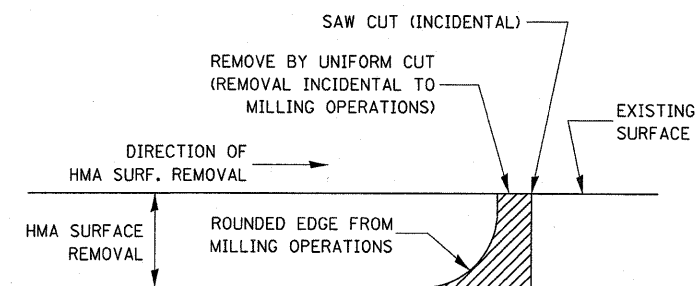 SAW CUT (INCIDENTAL)
REMOVE BY UNIFORM CUT
(REMOVAL INCIDENTAL TO
MILLING OPERATIONS)
EXISTING
SURFACE
DIRECTION OF
HMA SURF. REMOVAL
HMA SURFACE
REMOVAL
ROUNDED EDGE FROM
MILLING OPERATIONS